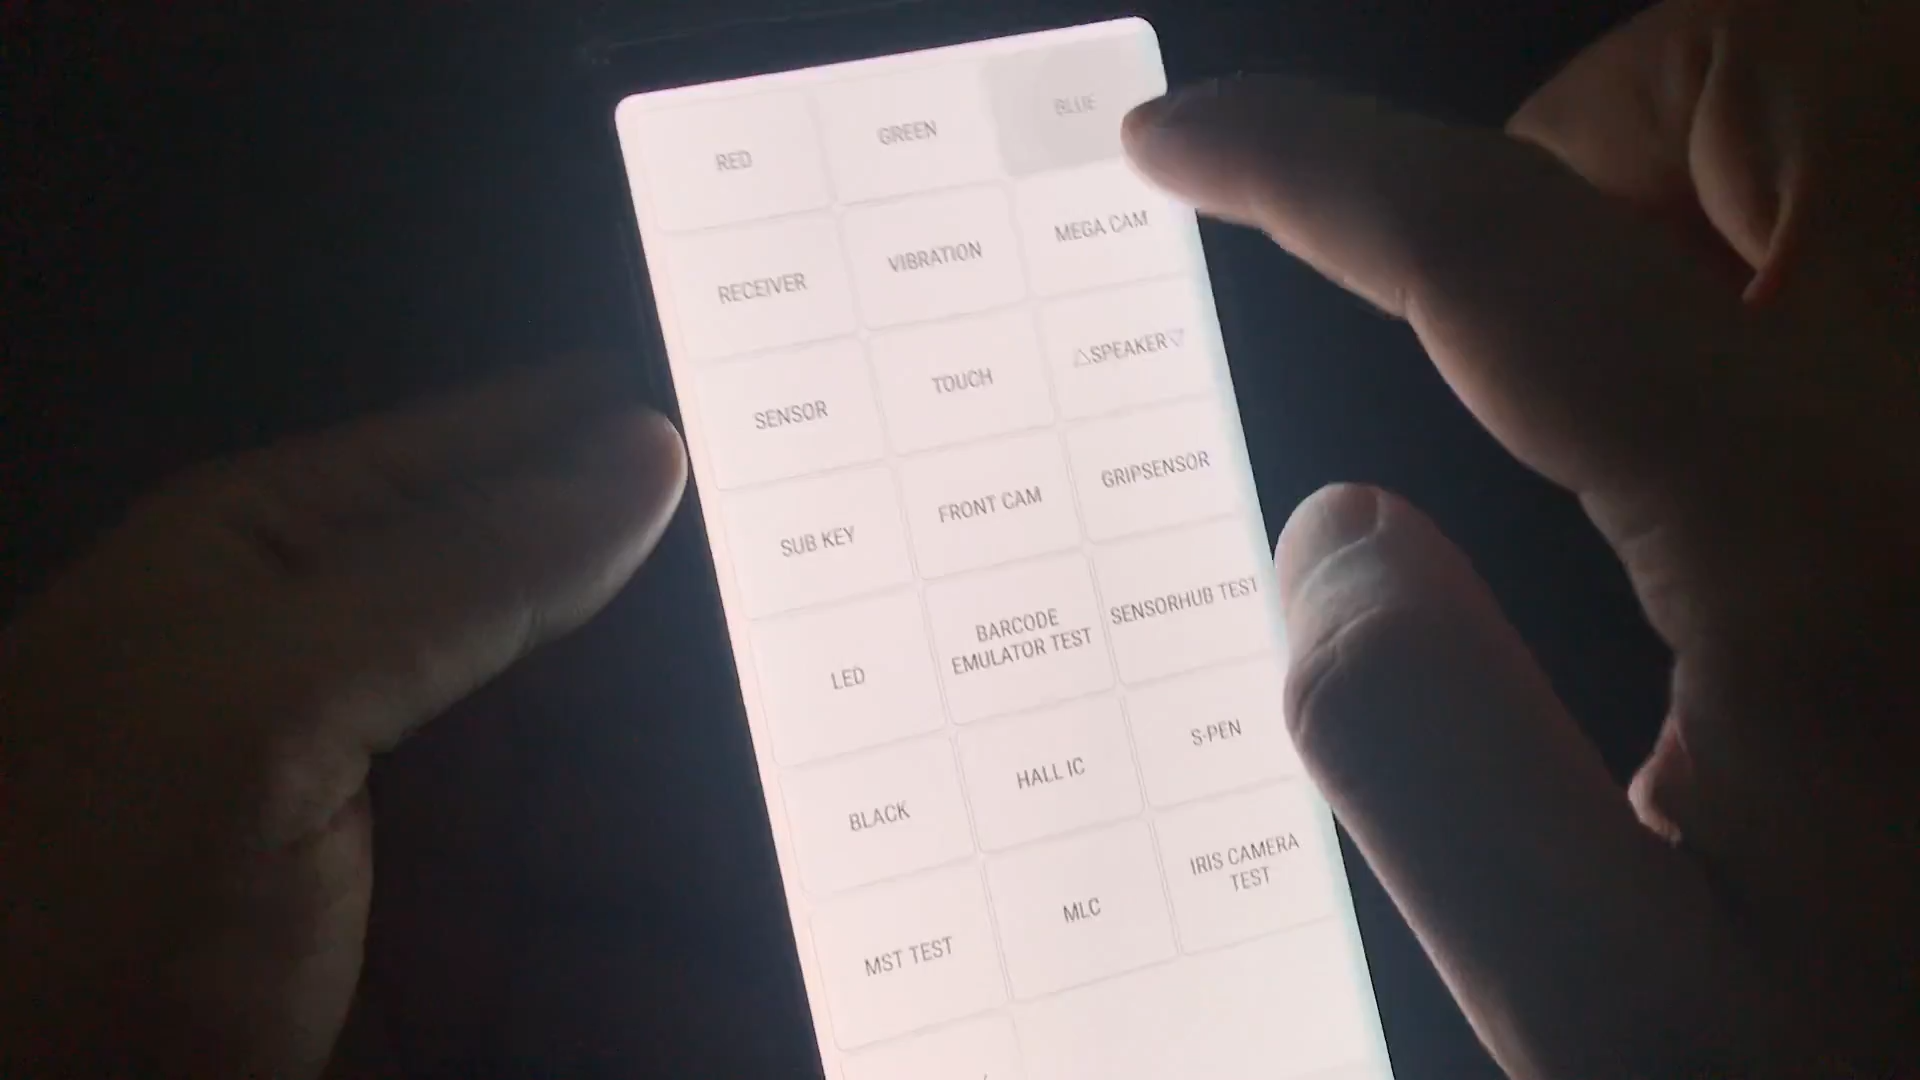 RED
GREEN
BLUE
RECEIVER
VIBRATION
MEGA CAM
SENSOR
TOUCH
△SPEAKER▽
SUB KEY
FRONT CAM
GRIPSENSOR
LED
BARCODE
EMULATOR TEST
SENSORHUB TEST
BLACK
HALL IC
S-PEN
MST TEST
MLC
IRIS CAMERA
TEST